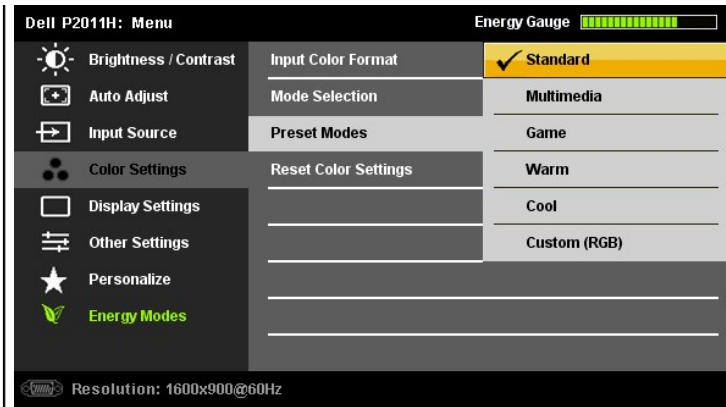 Dell P2011H: Menu Energy Gauge
Brightness / Contrast Input Color Format Standard
Auto Adjust Mode Selection Multimedia
Input Source Preset Modes Game
Color Settings Reset Color Settings Warm
Display Settings Cool
Other Settings Custom (RGB)
Personalize
Energy Modes
Resolution: 1600x900@60Hz